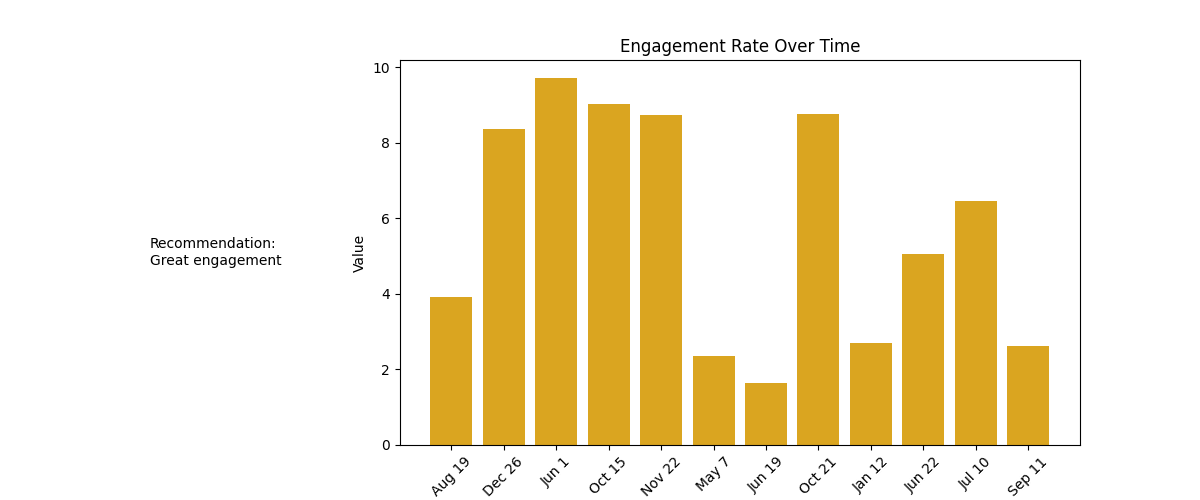 Engagement Rate Over Time
Recommendation:
Great engagement
Value
10
8
6
4
2
0
Aug 19
Dec 26
Jun 1
Oct 15
Nov 22
May 7
Jun 19
Oct 21
Jan 12
Jun 22
Jul 10
Sep 11